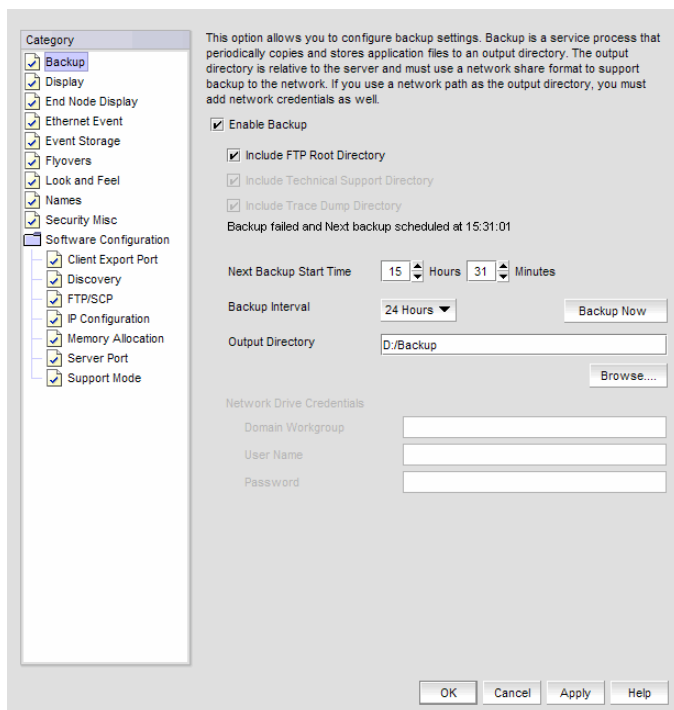 Category
Backup
Display
End Node Display
Ethernet Event
Event Storage
Flyovers
Look and Feel
Names
Security Misc
Software Configuration
Client Export Port
Discovery
FTP/SCP
IP Configuration
Memory Allocation
Server Port
Support Mode
This option allows you to configure backup settings. Backup is a service process that
periodically copies and stores application files to an output directory. The output
directory is relative to the server and must use a network share format to support
backup to the network. If you use a network path as the output directory, you must
add network credentials as well.
Enable Backup
Include FTP Root Directory
Include Technical Support Directory
Include Trace Dump Directory
Backup failed and Next backup scheduled at 15:31:01
Next Backup Start Time 15 Hours 31 Minutes
Backup Interval 24 Hours Backup Now
Output Directory D:/Backup
Browse....
Network Drive Credentials
Domain Workgroup
User Name
Password
OK Cancel Apply Help